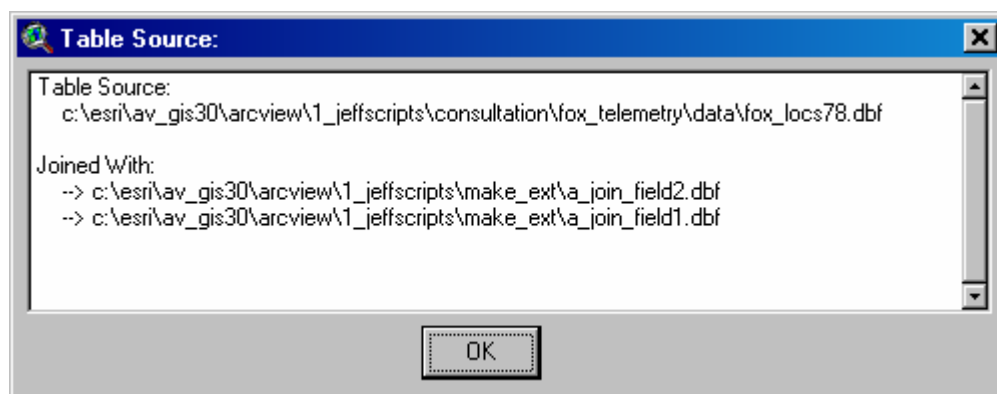 Table Source:
Table Source:
c:\esri\av_gis30\arcview\1_jeffscripts\consultation\fox_telemetry\data\fox_locs78.dbf
Joined With:
--> c:\esri\av_gis30\arcview\1_jeffscripts\make_ext\a_join_field2.dbf
--> c:\esri\av_gis30\arcview\1_jeffscripts\make_ext\a_join_field1.dbf
OK